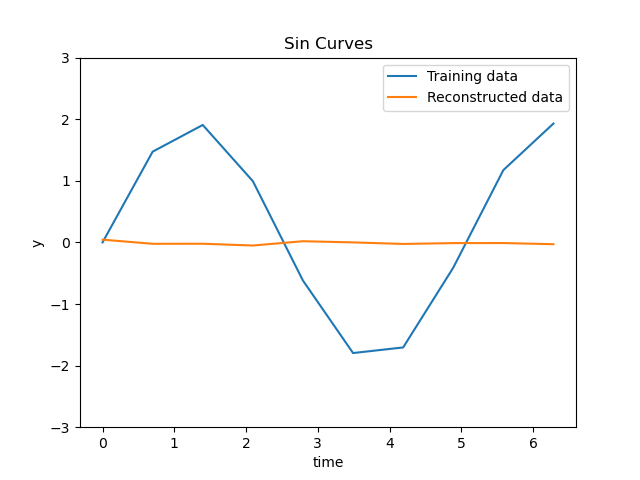 Sin Curves
3
2
1
0
−1
−2
−3
y
Training data
Reconstructed data
0 1 2 3 4 5 6
time